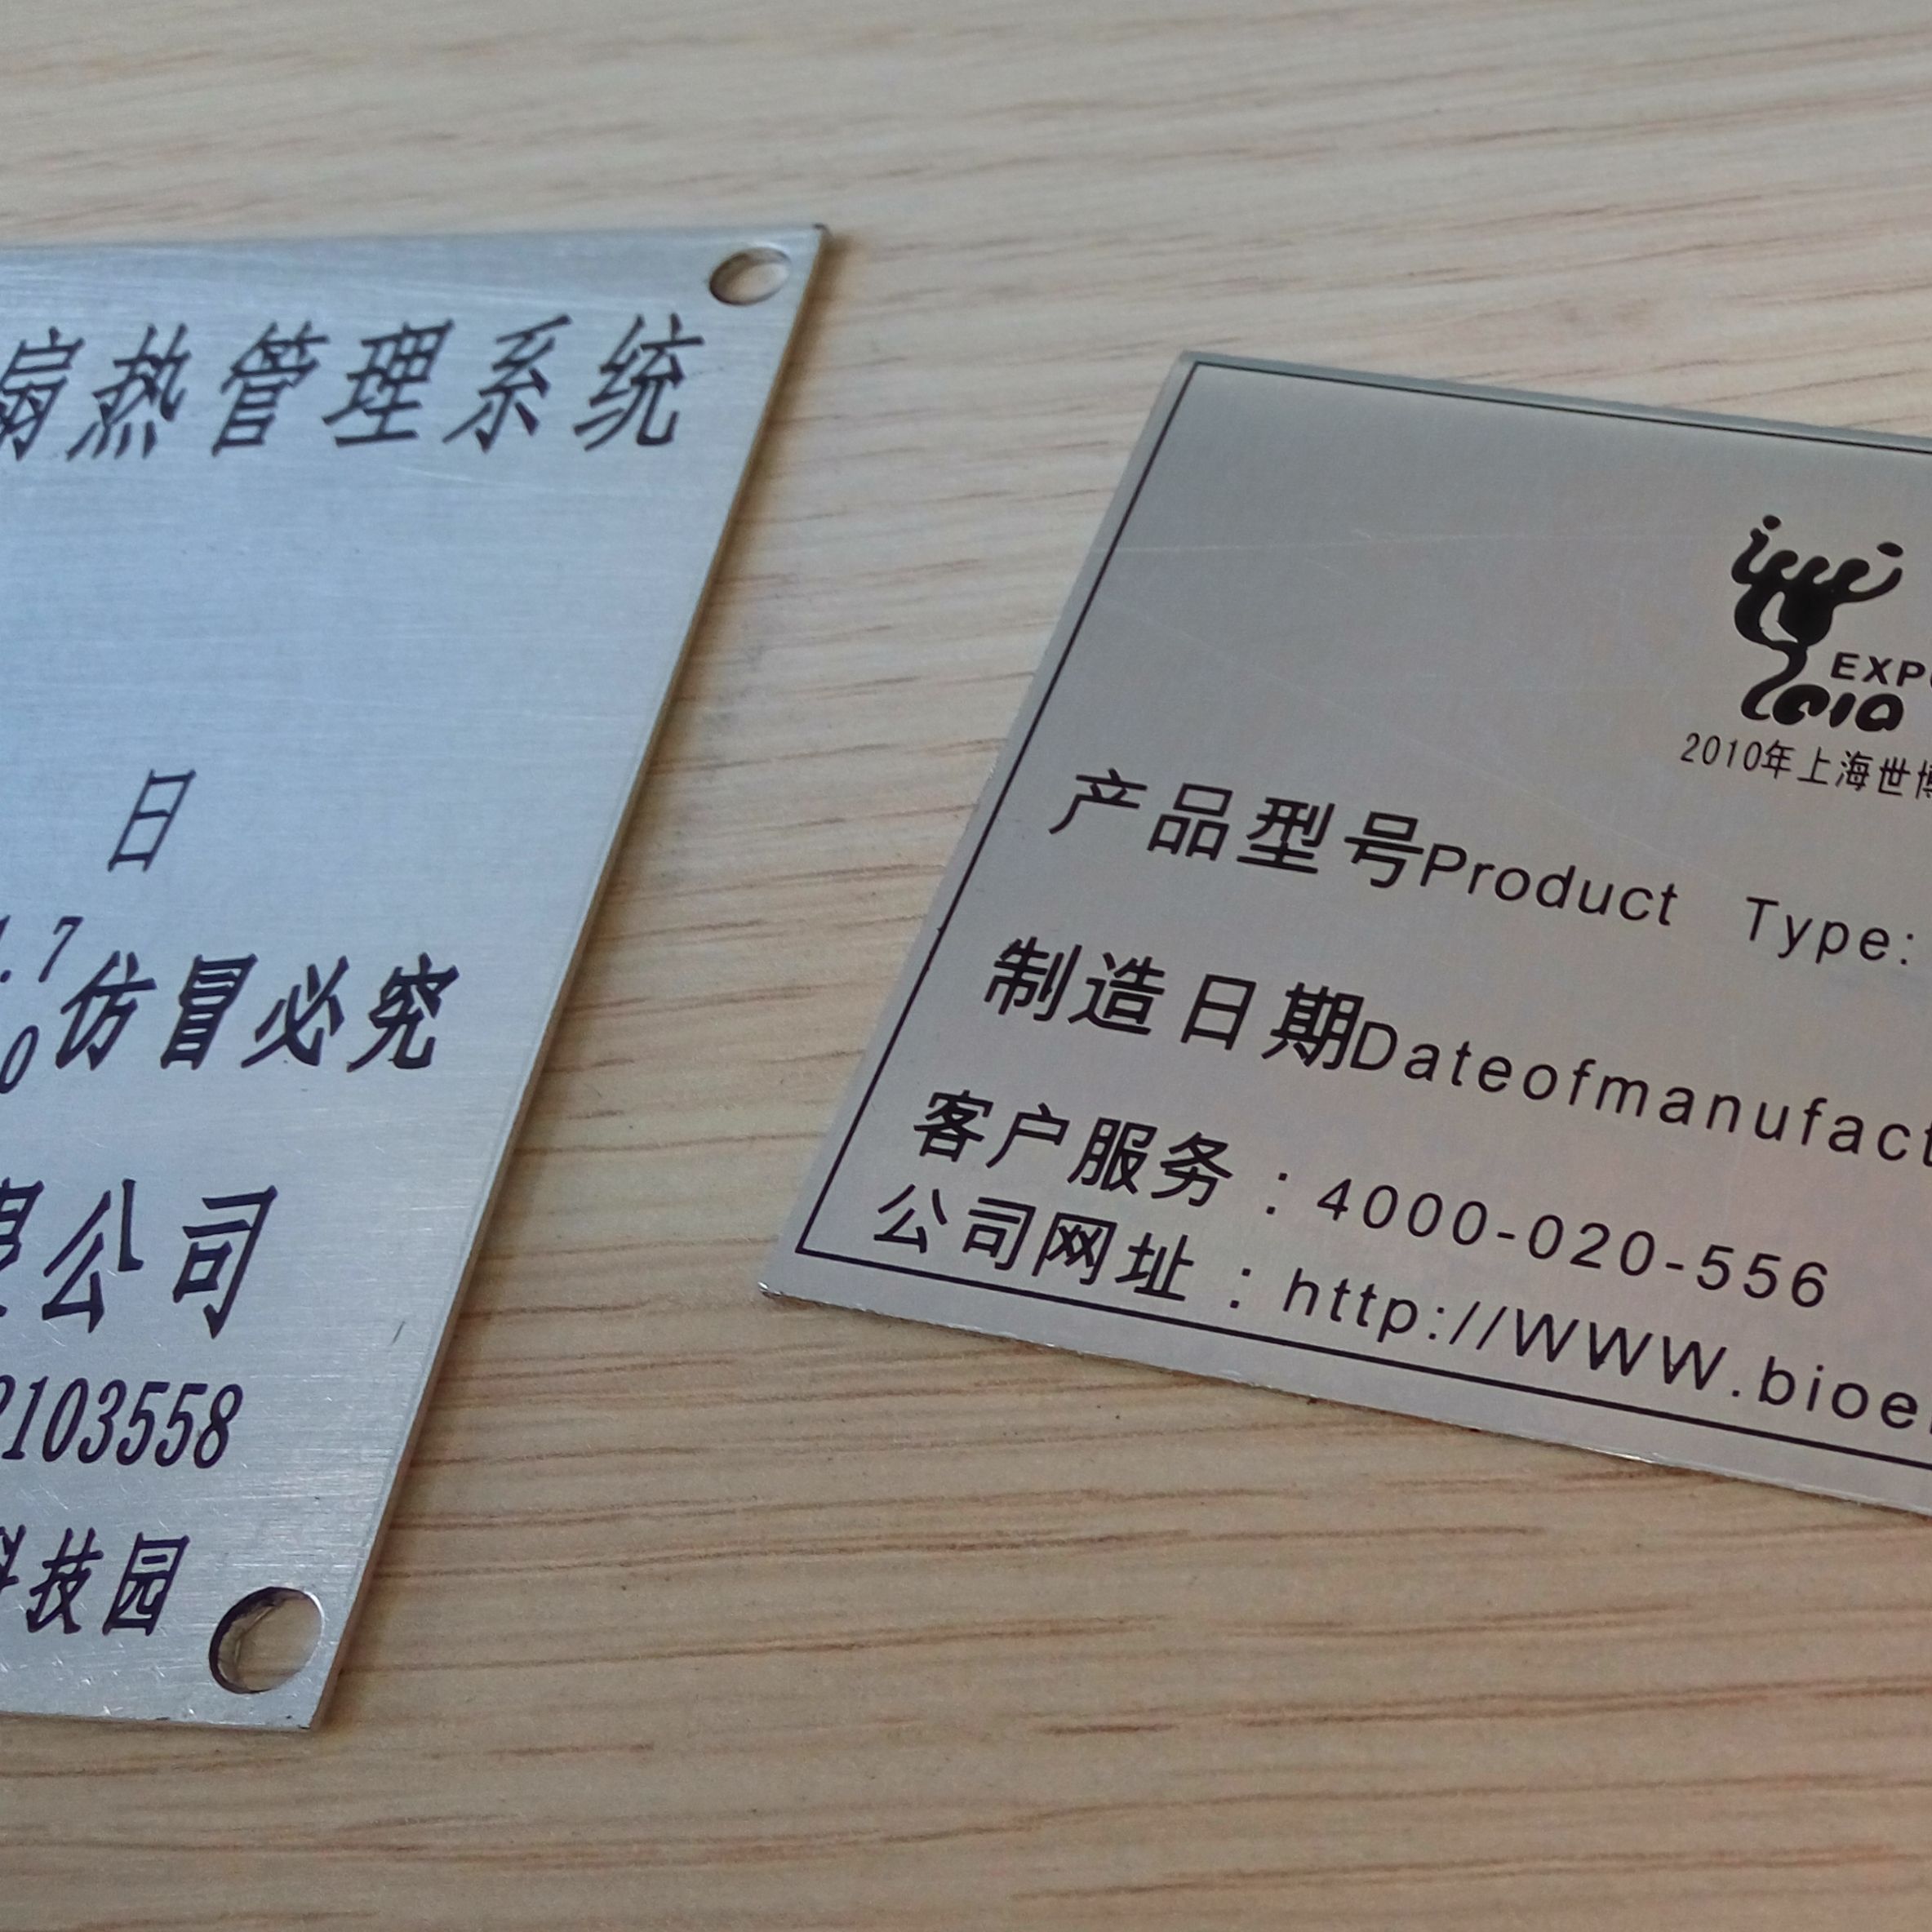 扇热管理系统
日
.7
0
仿冒必究
限公司
2103558
科技园
EXPO
2010
2010年上海世博
产品型号Product Type:
制造日期Dateofmanufact
客户服务：4000-020-556
公司网址：http://WWW.bioe